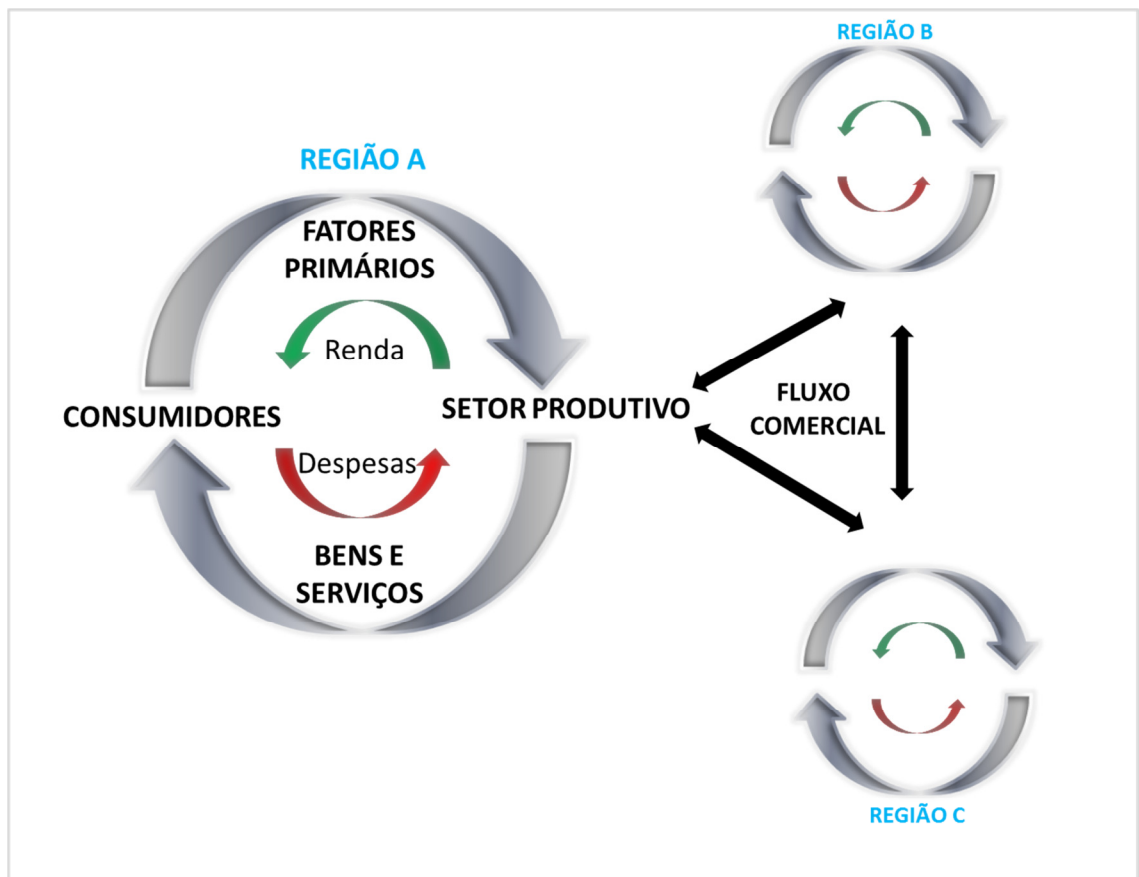 REGIÃO B
REGIÃO A
FATORES
PRIMÁRIOS
Renda
CONSUMIDORES
SETOR PRODUTIVO
FLUXO
COMERCIAL
Despesas
BENS E
SERVIÇOS
REGIÃO C